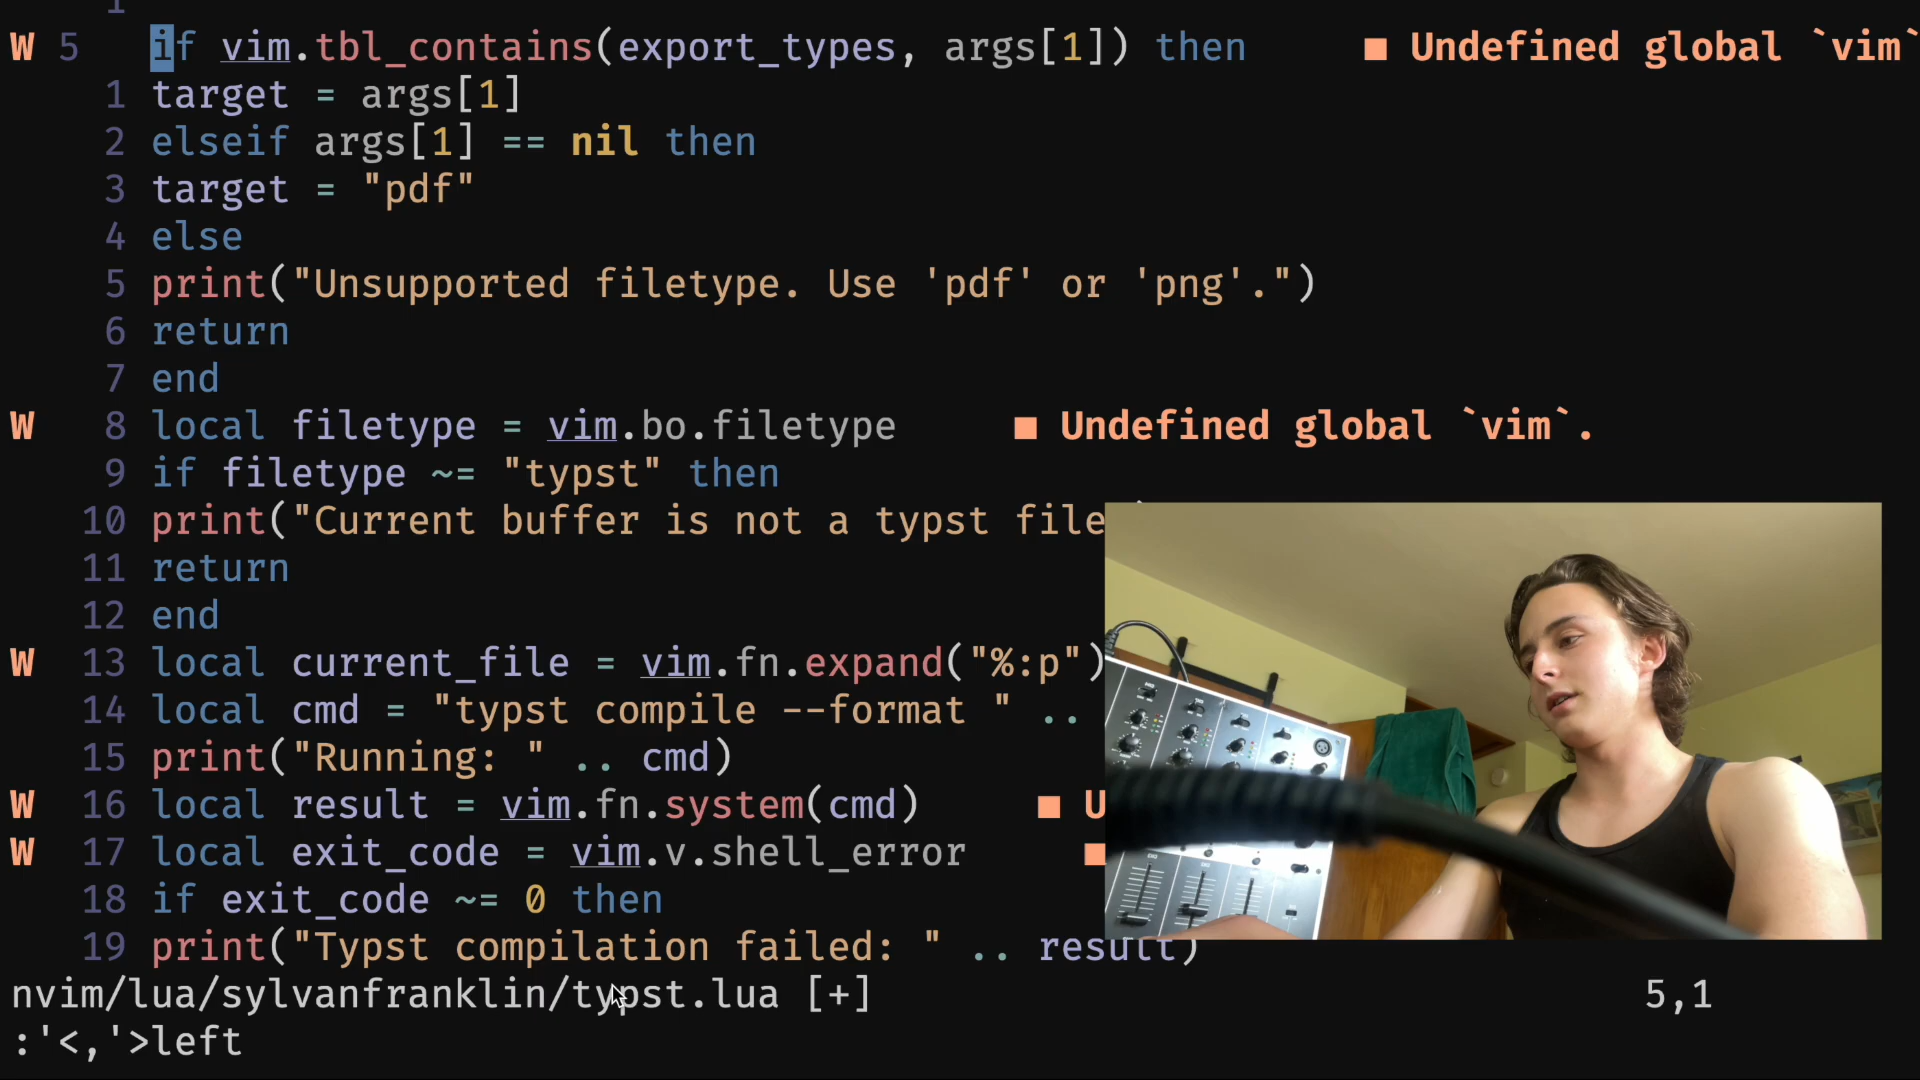 1
W 5 if vim.tbl_contains(export_types, args[1]) then ■ Undefined global `vim`
1 target = args[1]
2 elseif args[1] == nil then
3 target = "pdf"
4 else
5 print("Unsupported filetype. Use 'pdf' or 'png'.")
6 return
7 end
W 8 local filetype = vim.bo.filetype ■ Undefined global `vim`.
9 if filetype ~= "typst" then
10 print("Current buffer is not a typst file
11 return
12 end
W 13 local current_file = vim.fn.expand("%:p")
14 local cmd = "typst compile --format " ..
15 print("Running: " .. cmd)
W 16 local result = vim.fn.system(cmd) ■ U
W 17 local exit_code = vim.v.shell_error ■
18 if exit_code ~= 0 then
19 print("Typst compilation failed: " .. result)
nvim/lua/sylvanfranklin/typst.lua [+] 5,1
:'<,'>left